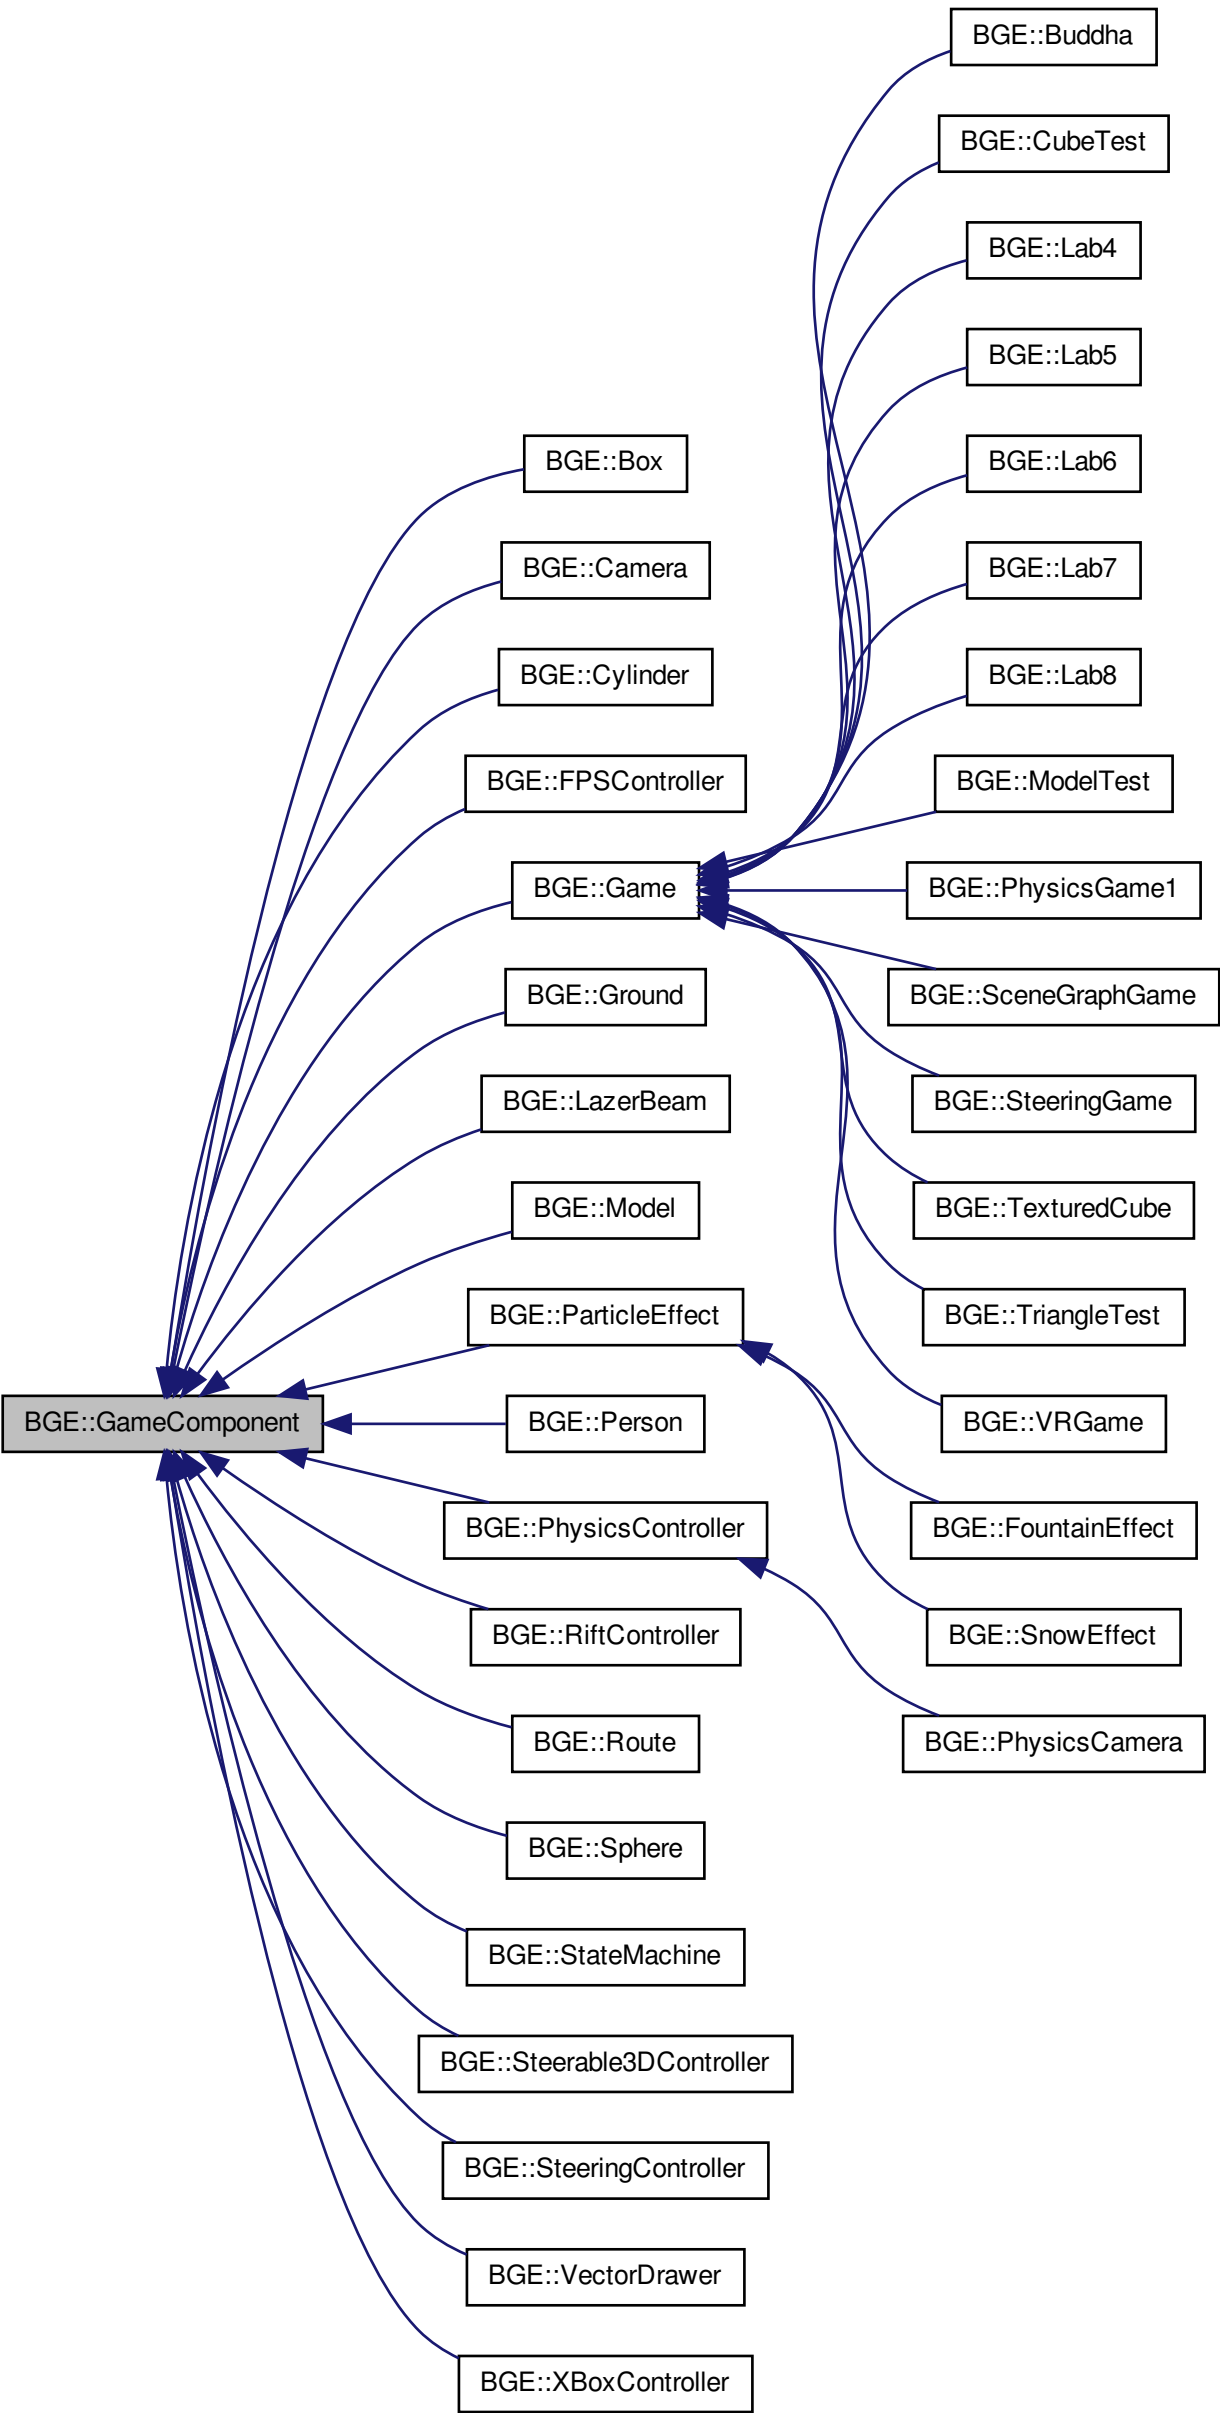 BGE::Buddha
BGE::CubeTest
BGE::Lab4
BGE::Lab5
BGE::Box
BGE::Lab6
BGE::Camera
BGE::Lab7
BGE::Cylinder
BGE::Lab8
BGE::FPSController
BGE::ModelTest
BGE::Game
BGE::PhysicsGame1
BGE::Ground
BGE::SceneGraphGame
BGE::LazerBeam
BGE::SteeringGame
BGE::Model
BGE::TexturedCube
BGE::ParticleEffect
BGE::TriangleTest
BGE::GameComponent
BGE::Person
BGE::VRGame
BGE::PhysicsController
BGE::FountainEffect
BGE::RiftController
BGE::SnowEffect
BGE::Route
BGE::PhysicsCamera
BGE::Sphere
BGE::StateMachine
BGE::Steerable3DController
BGE::SteeringController
BGE::VectorDrawer
BGE::XBoxController